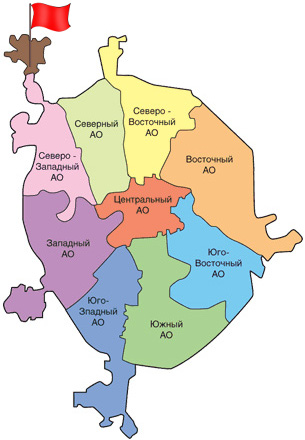 Северо -
Восточный
АО
Северный
АО
Восточный
АО
Северо -
Западный
АО
Центральный
АО
Западный
АО
Юго-
Восточный
АО
Юго-
Зпадный
АО
Южный
АО